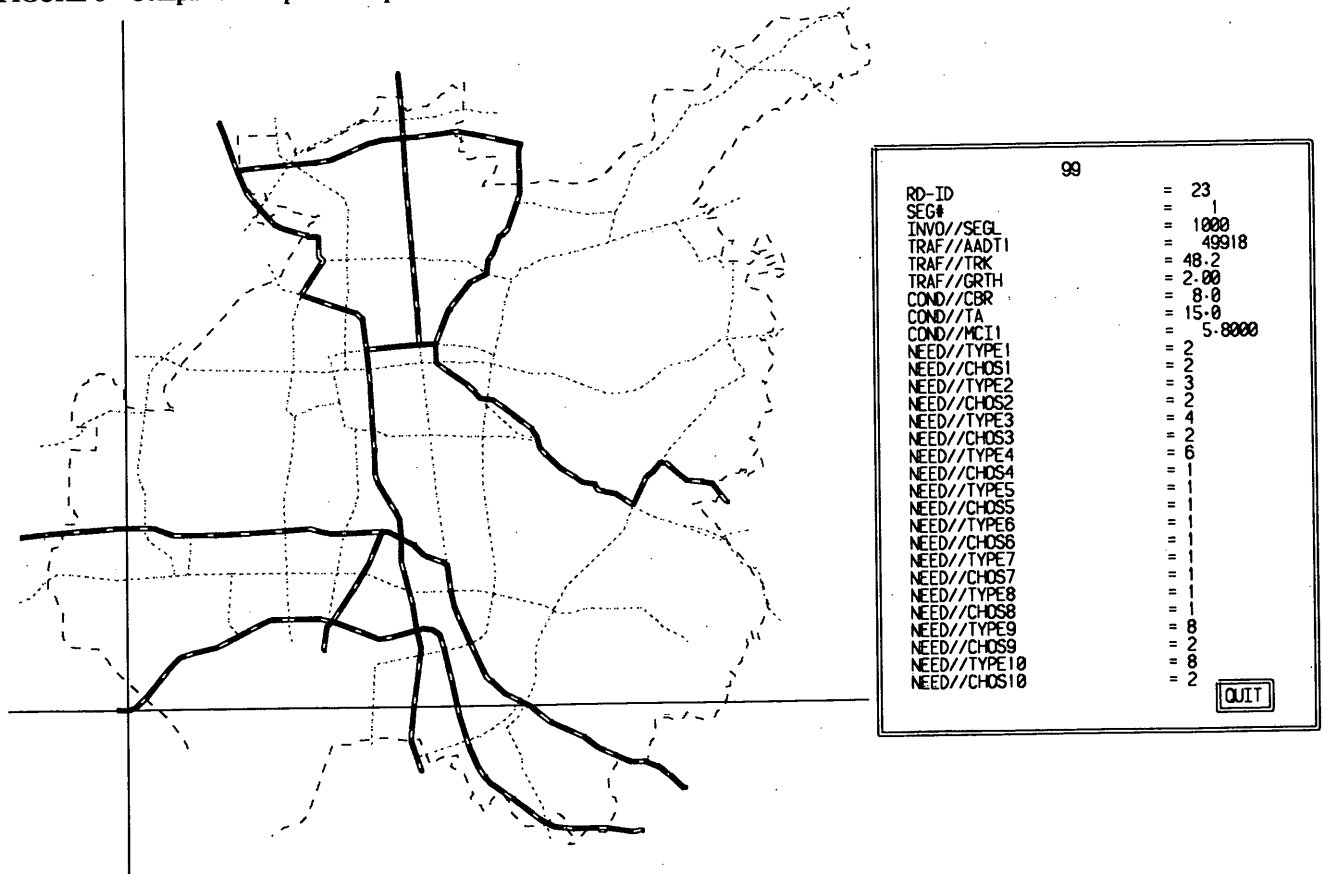 99
RD-ID = 23
SEG# = 1
INVO//SEGL = 1000
TRAF//AADT1 = 49918
TRAF//TRK = 48.2
TRAF//GRTH = 2.00
COND//CBR = 8.0
COND//TA = 15.0
COND//MCI1 = 5.8000
NEED//TYPE1 = 2
NEED//CHOS1 = 2
NEED//TYPE2 = 3
NEED//CHOS2 = 2
NEED//TYPE3 = 4
NEED//CHOS3 = 2
NEED//TYPE4 = 6
NEED//CHOS4 = 1
NEED//TYPE5 = 1
NEED//CHOS5 = 1
NEED//TYPE6 = 1
NEED//CHOS6 = 1
NEED//TYPE7 = 1
NEED//CHOS7 = 1
NEED//TYPE8 = 1
NEED//CHOS8 = 1
NEED//TYPE9 = 8
NEED//CHOS9 = 2
NEED//TYPE10 = 8
NEED//CHOS10 = 2
QUIT